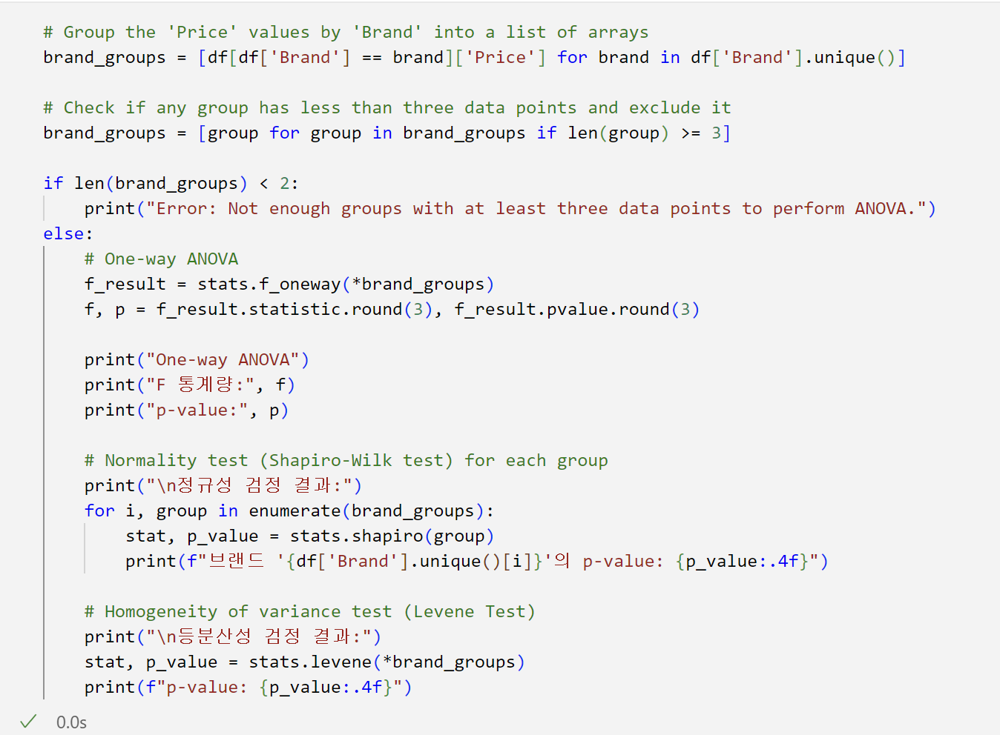 # Group the 'Price' values by 'Brand' into a list of arrays
brand_groups = [df[df['Brand'] == brand]['Price'] for brand in df['Brand'].unique()]
# Check if any group has less than three data points and exclude it
brand_groups = [group for group in brand_groups if len(group) >= 3]
if len(brand_groups) < 2:
    print("Error: Not enough groups with at least three data points to perform ANOVA.")
else:
    # One-way ANOVA
    f_result = stats.f_oneway(*brand_groups)
    f, p = f_result.statistic.round(3), f_result.pvalue.round(3)
    print("One-way ANOVA")
    print("F 통계량:", f)
    print("p-value:", p)
    # Normality test (Shapiro-Wilk test) for each group
    print("\n정규성 검정 결과:")
    for i, group in enumerate(brand_groups):
        stat, p_value = stats.shapiro(group)
        print(f"브랜드 '{df['Brand'].unique()[i]}'의 p-value: {p_value:.4f}")
    # Homogeneity of variance test (Levene Test)
    print("\n등분산성 검정 결과:")
    stat, p_value = stats.levene(*brand_groups)
    print(f"p-value: {p_value:.4f}")
0.0s